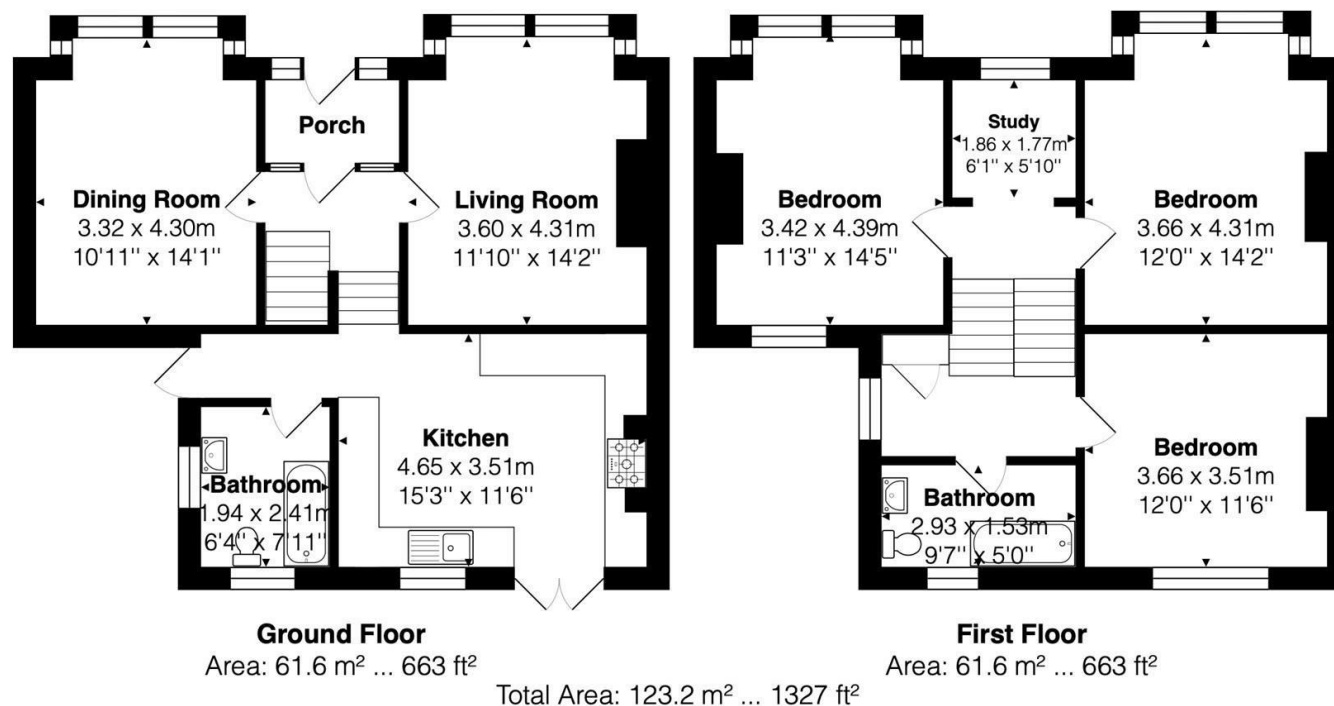 Porch
Dining Room
3.32 x 4.30m
10'11'' x 14'1''
Living Room
3.60 x 4.31m
11'10'' x 14'2''
Kitchen
4.65 x 3.51m
15'3'' x 11'6''
Bathroom
1.94 x 2.41m
6'4'' x 7'11''
Ground Floor
Area: 61.6 m² ... 663 ft²
Study
1.86 x 1.77m
6'1'' x 5'10''
Bedroom
3.42 x 4.39m
11'3'' x 14'5''
Bedroom
3.66 x 4.31m
12'0'' x 14'2''
Bedroom
3.66 x 3.51m
12'0'' x 11'6''
Bathroom
2.93 x 1.53m
9'7'' x 5'0''
First Floor
Area: 61.6 m² ... 663 ft²
Total Area: 123.2 m² ... 1327 ft²